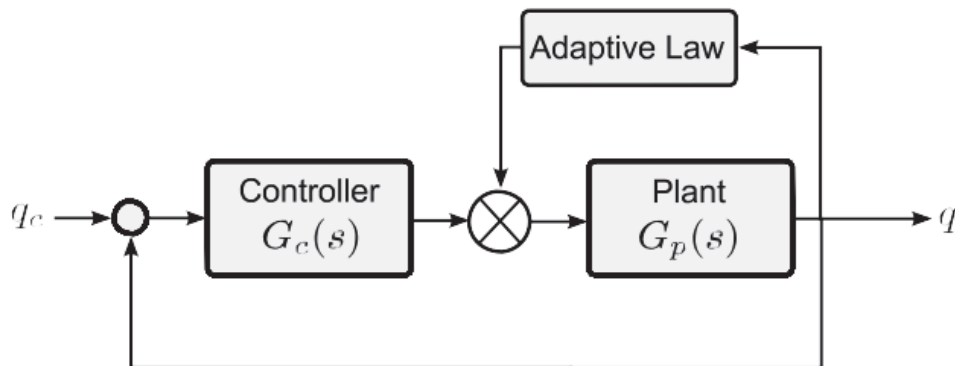 Adaptive Law
q_c
Controller
G_c(s)
Plant
G_p(s)
q